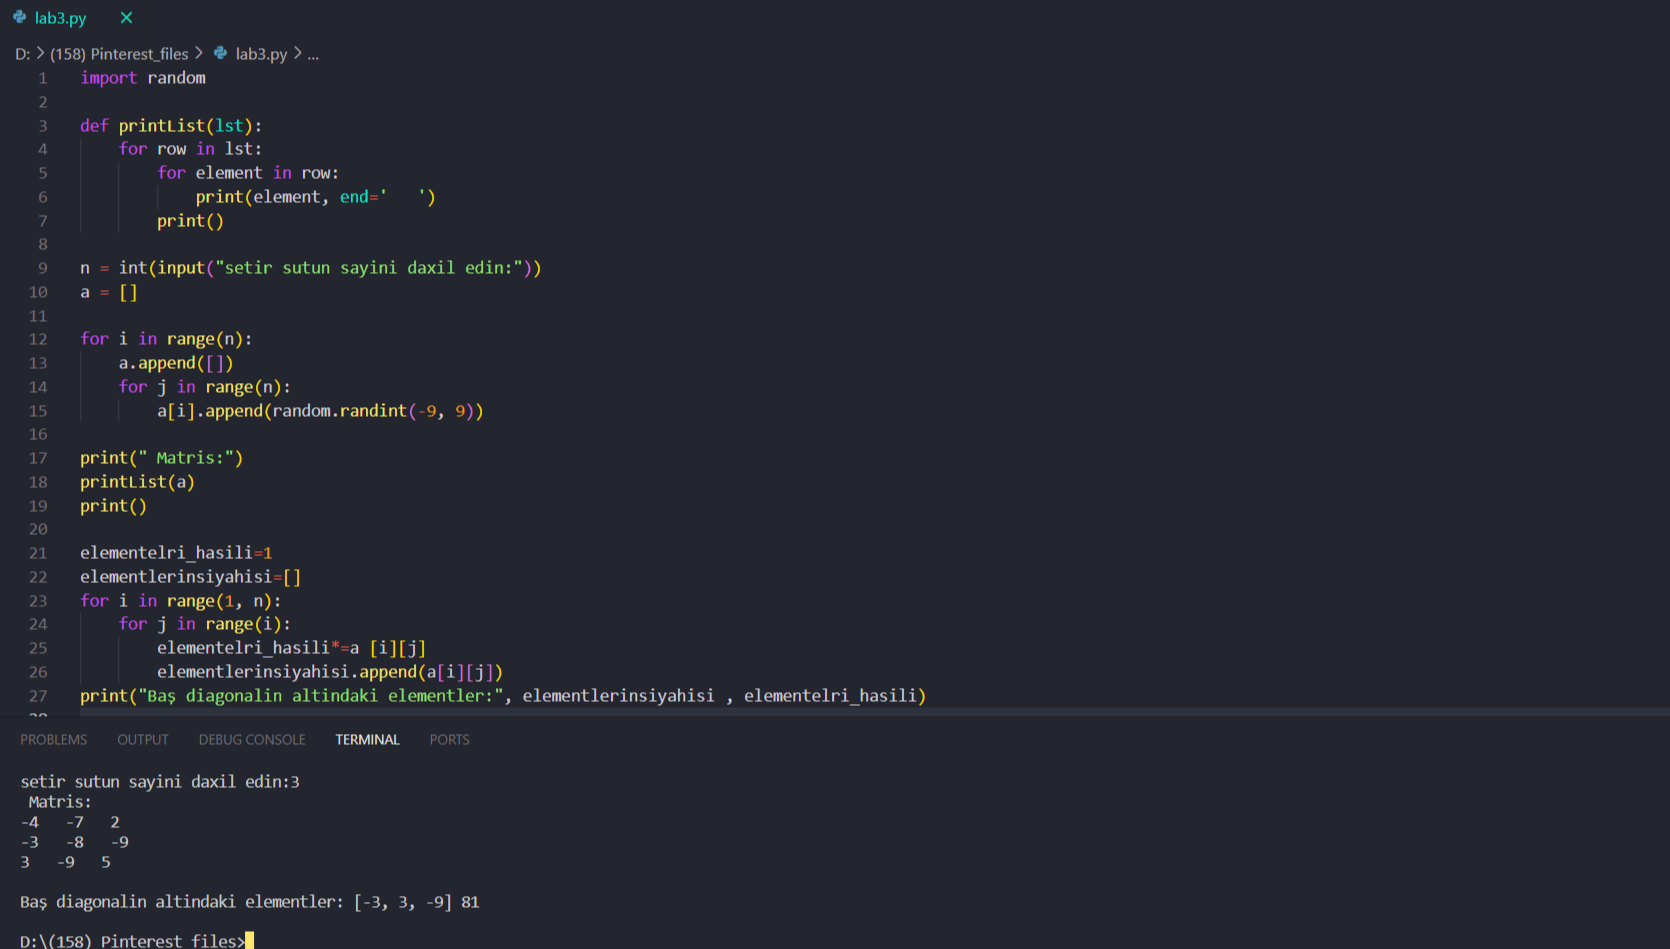 lab3.py ✕
D: > (158) Pinterest_files > lab3.py > ...
1 import random
2
3 def printList(lst):
4     for row in lst:
5         for element in row:
6             print(element, end='   ')
7         print()
8
9 n = int(input("setir sutun sayini daxil edin:"))
10 a = []
11
12 for i in range(n):
13     a.append([])
14     for j in range(n):
15         a[i].append(random.randint(-9, 9))
16
17 print(" Matris:")
18 printList(a)
19 print()
20
21 elementelri_hasili=1
22 elementlerinsiyahisi=[]
23 for i in range(1, n):
24     for j in range(i):
25         elementelri_hasili*=a [i][j]
26         elementlerinsiyahisi.append(a[i][j])
27 print("Baş diagonalin altindaki elementler:", elementlerinsiyahisi , elementelri_hasili)
28
PROBLEMS OUTPUT DEBUG CONSOLE TERMINAL PORTS
setir sutun sayini daxil edin:3
 Matris:
-4   -7   2
-3   -8   -9
3   -9   5
Baş diagonalin altindaki elementler: [-3, 3, -9] 81
D:\(158) Pinterest_files>